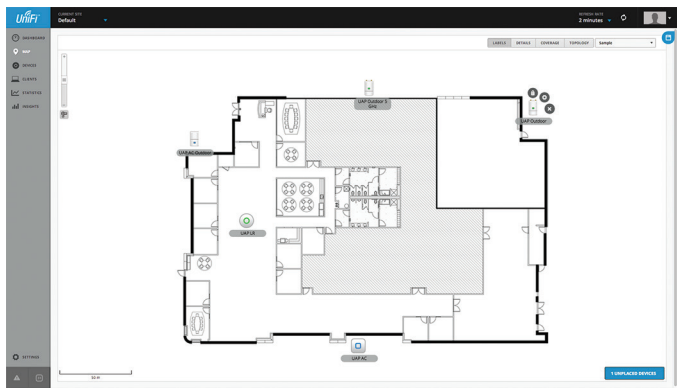 UniFi
CURRENT SITE
Default
REFRESH RATE
2 minutes
DASHBOARD
MAP
DEVICES
CLIENTS
STATISTICS
INSIGHTS
SETTINGS
LABELS
DETAILS
COVERAGE
TOPOLOGY
Sample
UAP Outdoor 5
GHz
UAP Outdoor
UAP AC Outdoor
UAP LR
UAP AC
1 UNPLACED DEVICES